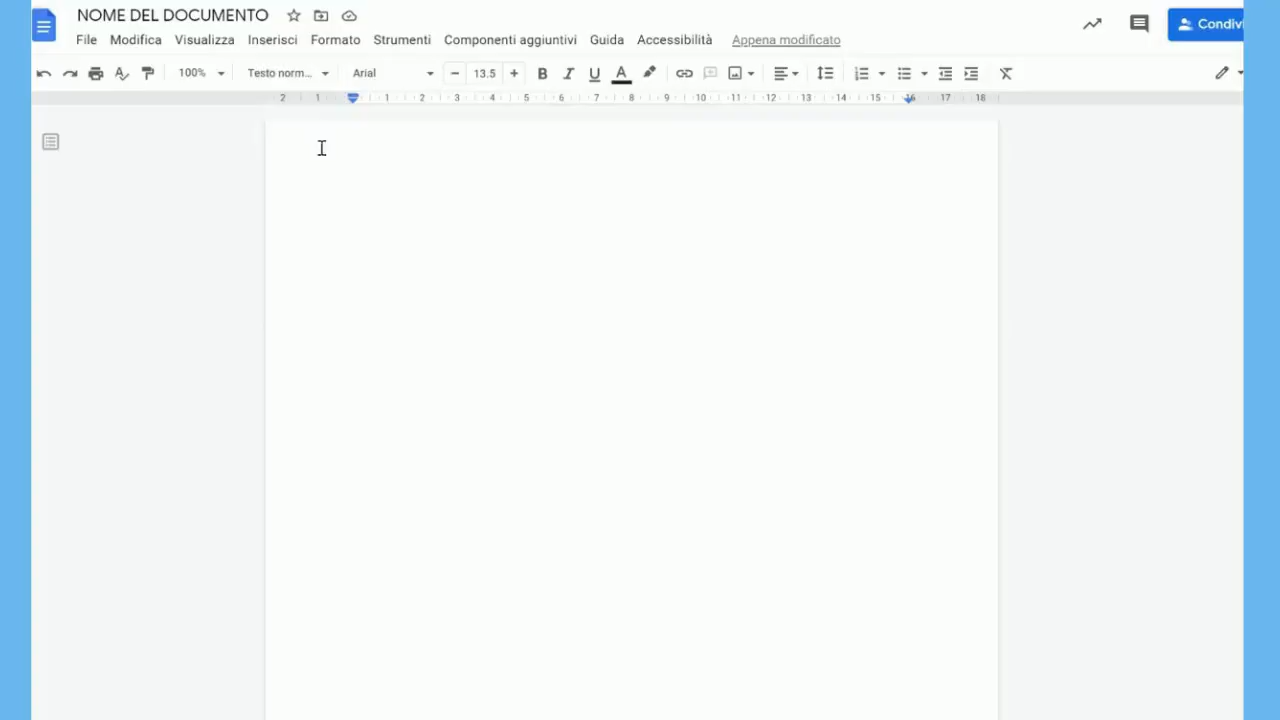 NOME DEL DOCUMENTO
File Modifica Visualizza Inserisci Formato Strumenti Componenti aggiuntivi Guida Accessibilità Appena modificato
Condivi
100% Testo norm... Arial 13.5 B I U A
2 1 1 2 3 4 5 6 7 8 9 10 11 12 13 14 15 16 17 18